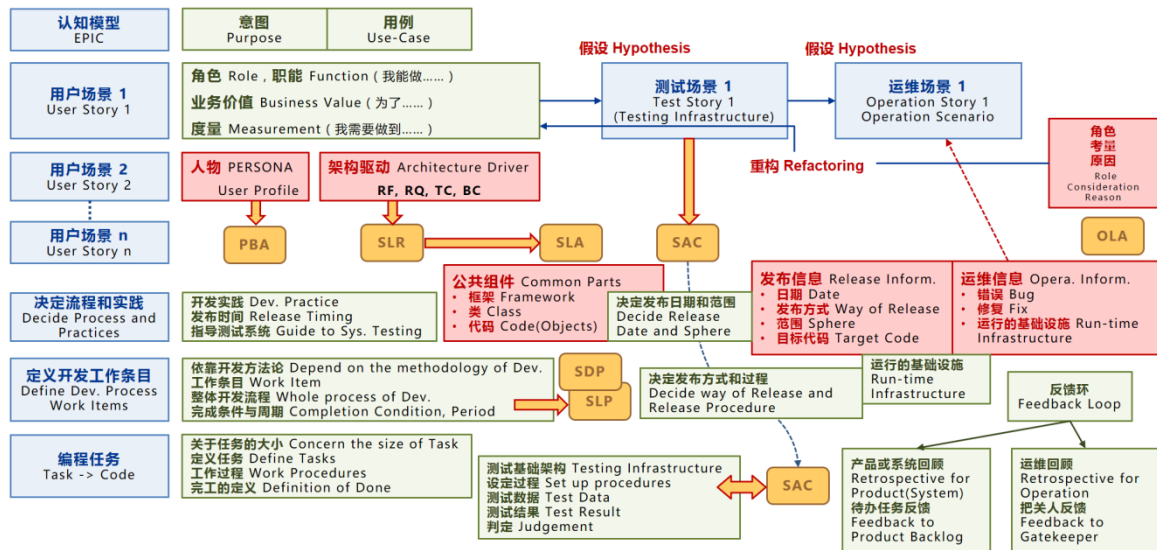 认知模型
EPIC
意图
Purpose
用例
Use-Case
假设 Hypothesis
假设 Hypothesis
用户场景 1
User Story 1
角色 Role , 职能 Function ( 我能做...... )
业务价值 Business Value ( 为了...... )
度量 Measurement ( 我需要做到...... )
测试场景 1
Test Story 1
(Testing Infrastructure)
运维场景 1
Operation Story 1
Operation Scenario
重构 Refactoring
角色
考量
原因
Role
Consideration
Reason
用户场景 2
User Story 2
人物 PERSONA
User Profile
架构驱动 Architecture Driver
RF, RQ, TC, BC
用户场景 n
User Story n
PBA
SLR
SLA
SAC
OLA
公共组件 Common Parts
• 框架 Framework
• 类 Class
• 代码 Code(Objects)
发布信息 Release Inform.
• 日期 Date
• 发布方式 Way of Release
• 范围 Sphere
• 目标代码 Target Code
运维信息 Opera. Inform.
• 错误 Bug
• 修复 Fix
• 运行的基础设施 Run-time
Infrastructure
决定流程和实践
Decide Process and
Practices
开发实践 Dev. Practice
发布时间 Release Timing
指导测试系统 Guide to Sys. Testing
决定发布日期和范围
Decide Release
Date and Sphere
定义开发工作条目
Define Dev. Process
Work Items
依靠开发方法论 Depend on the methodology of Dev.
工作条目 Work Item
整体开发流程 Whole process of Dev.
完成条件与周期 Completion Condition, Period
SDP
SLP
决定发布方式和过程
Decide way of Release and
Release Procedure
运行的基础设施
Run-time
Infrastructure
反馈环
Feedback Loop
编程任务
Task -> Code
关于任务的大小 Concern the size of Task
定义任务 Define Tasks
工作过程 Work Procedures
完工的定义 Definition of Done
测试基础架构 Testing Infrastructure
设定过程 Set up procedures
测试数据 Test Data
测试结果 Test Result
判定 Judgement
SAC
产品或系统回顾
Retrospective for
Product(System)
待办任务反馈
Feedback to
Product Backlog
运维回顾
Retrospective for
Operation
把关人反馈
Feedback to
Gatekeeper